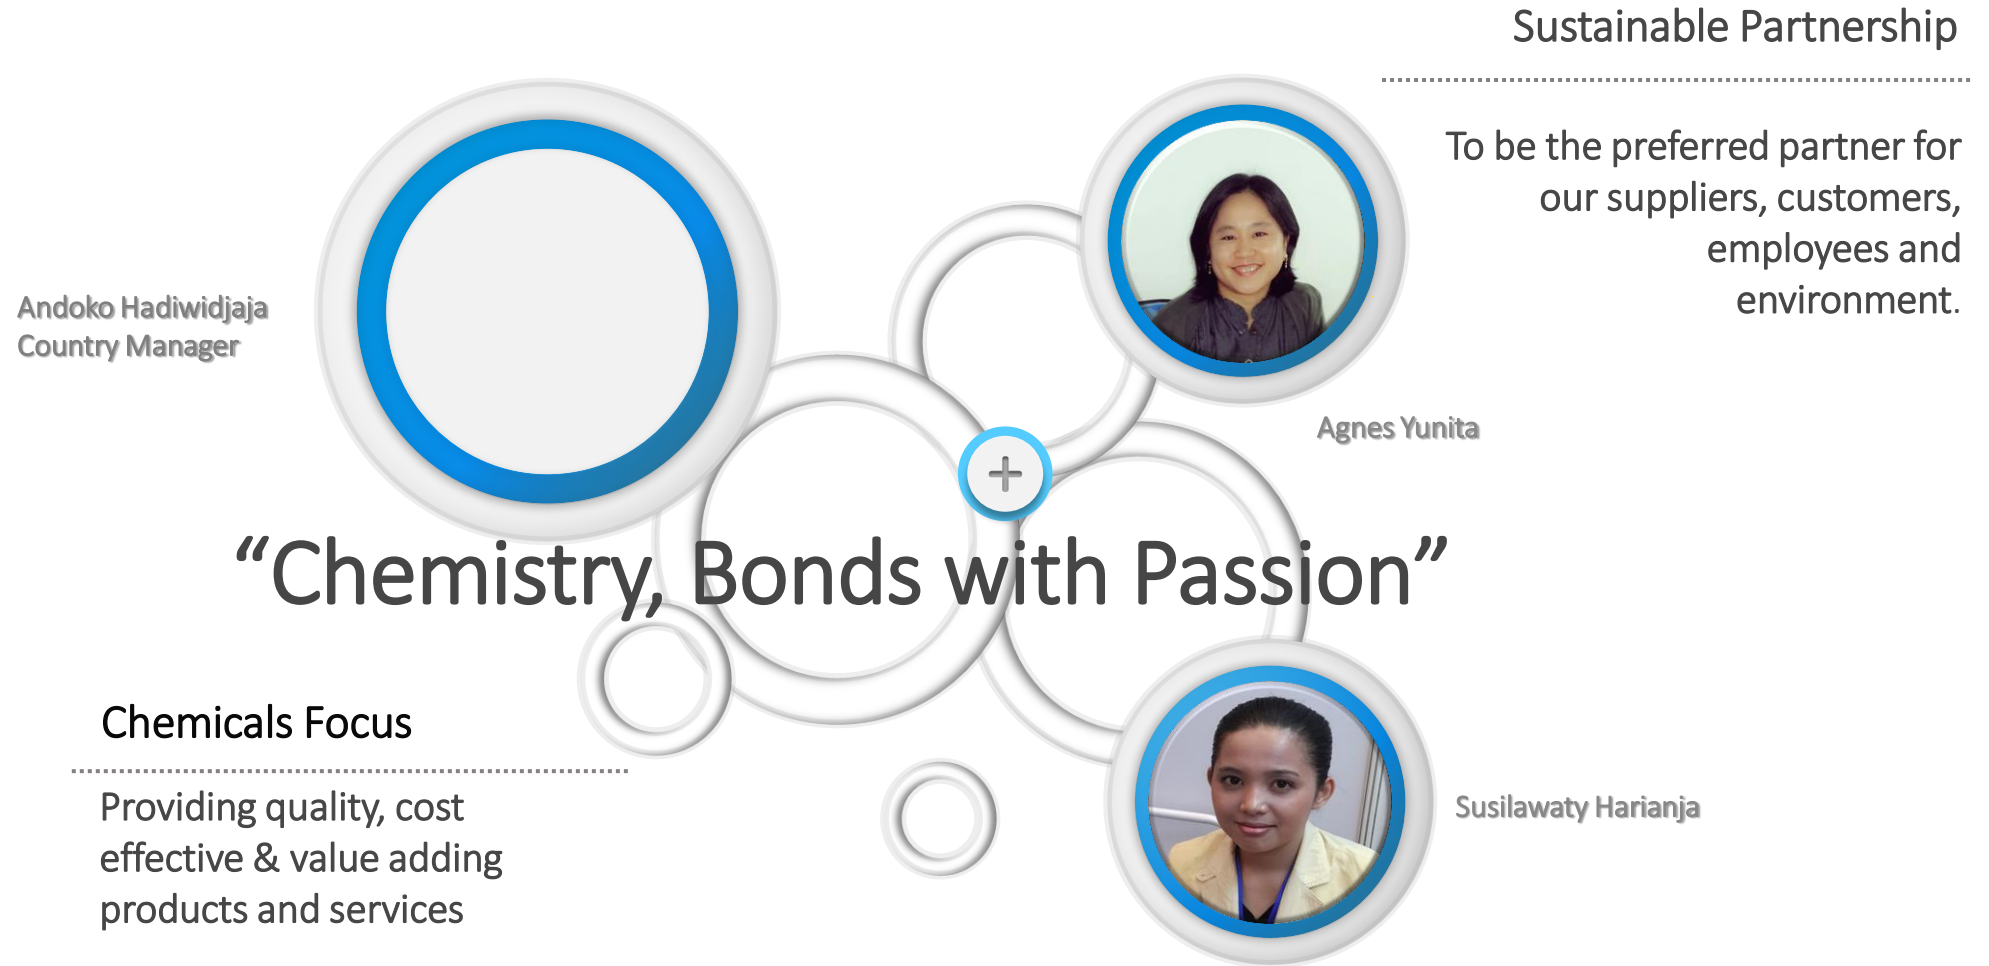 Sustainable Partnership
To be the preferred partner for
our suppliers, customers,
employees and
environment.
Andoko Hadiwidjaja
Country Manager
Agnes Yunita
“Chemistry, Bonds with Passion”
Chemicals Focus
Providing quality, cost
effective & value adding
products and services
Susilawaty Harianja